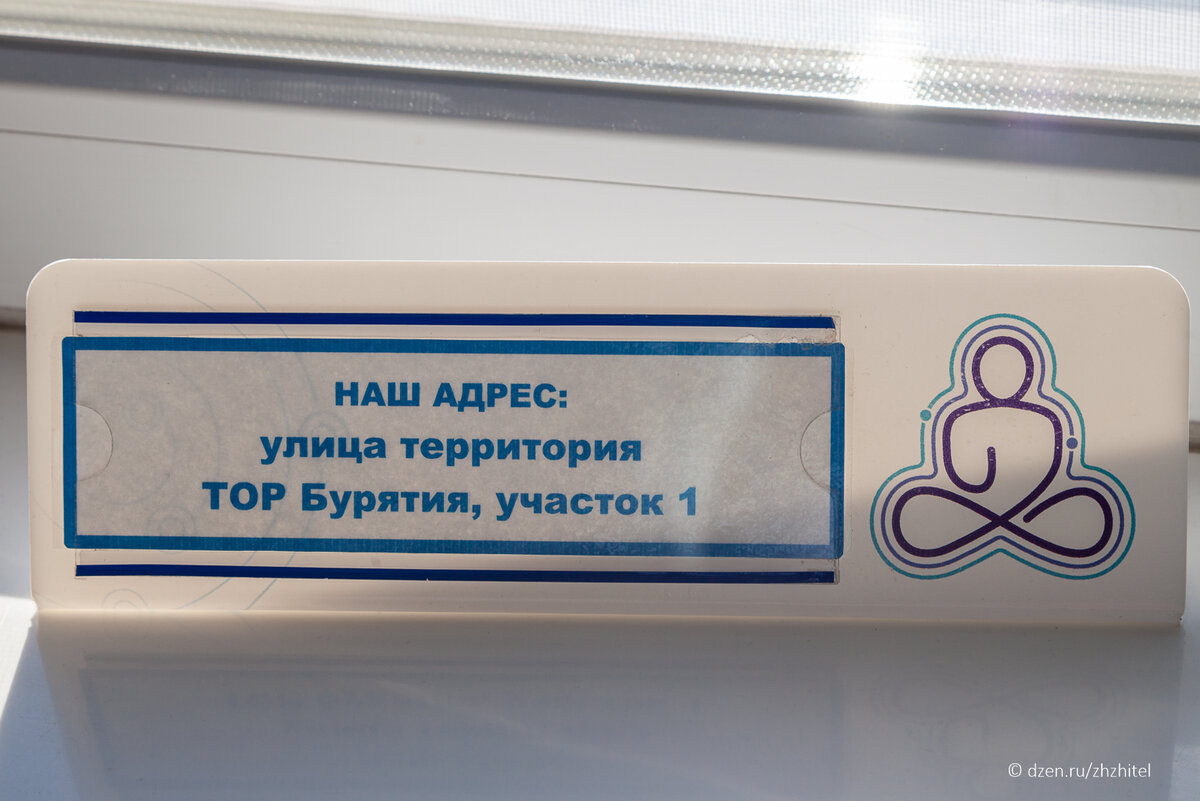 НАШ АДРЕС:
улица территория
ТОР Бурятия, участок 1
© dzen.ru/zhzhitel